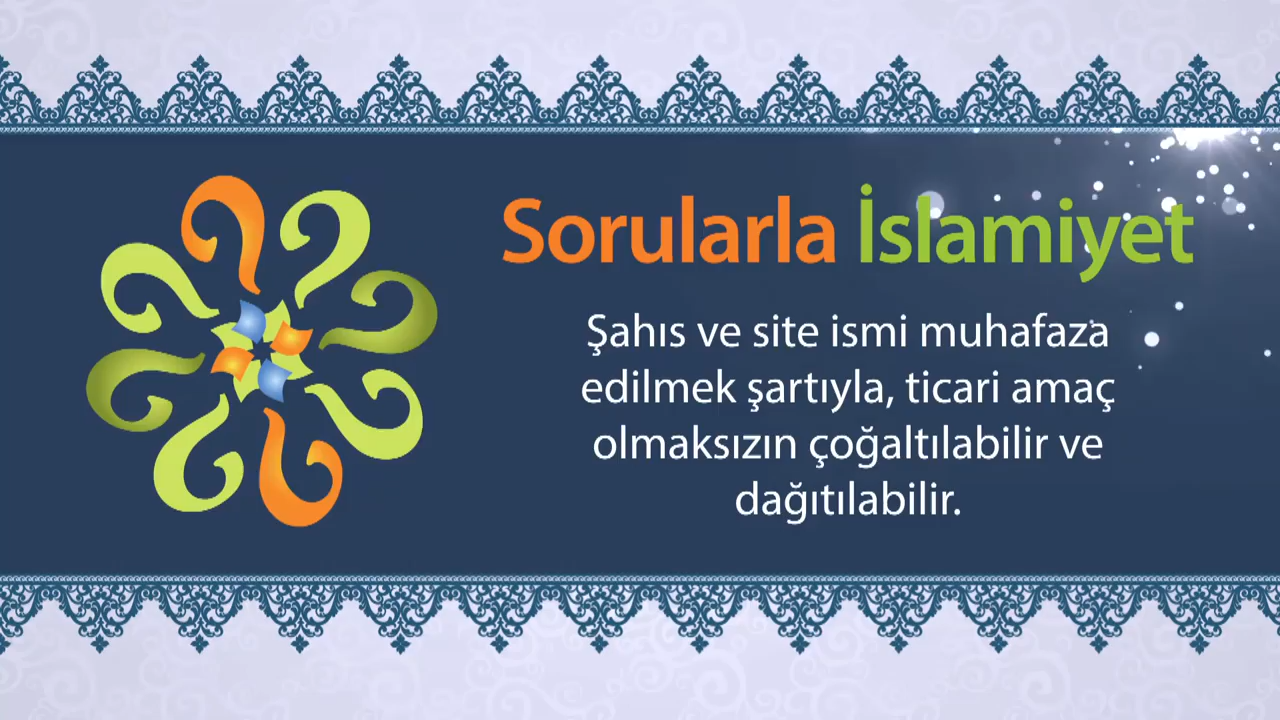 Sorularla İslamiyet
Şahıs ve site ismi muhafaza
edilmek şartıyla, ticari amaç
olmaksızın çoğaltılabilir ve
dağıtılabilir.